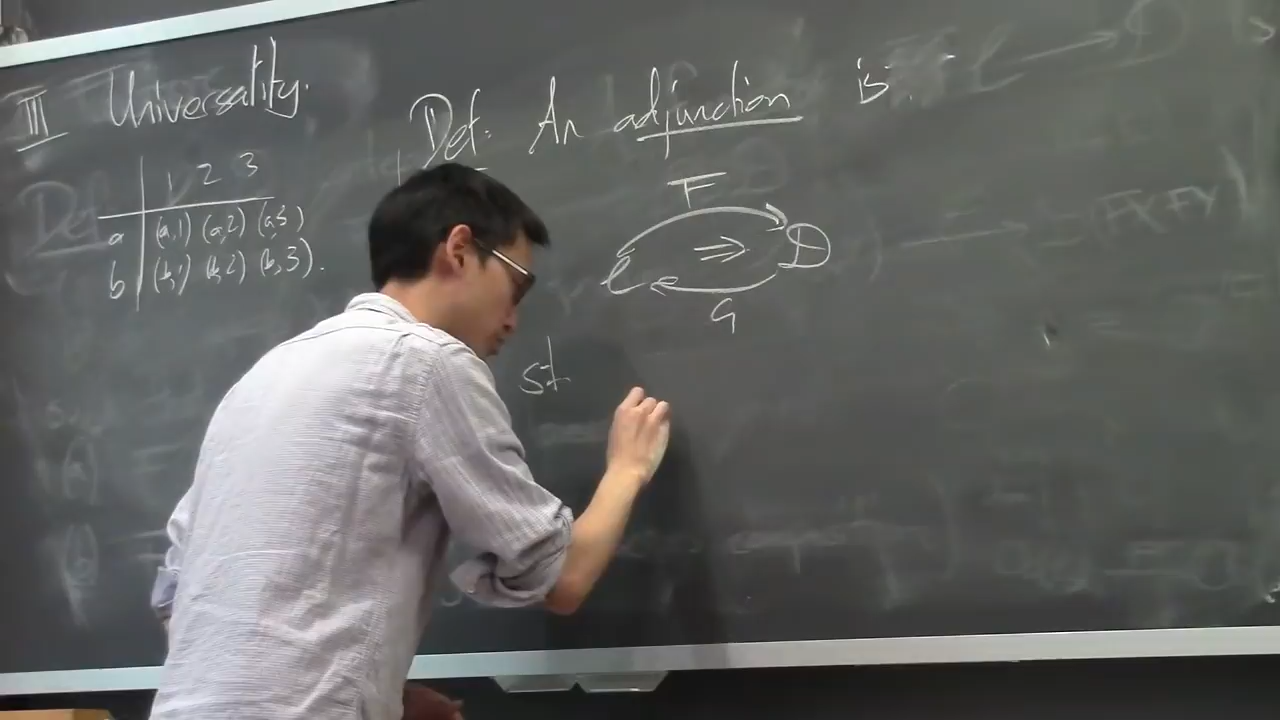 III Universality.
1 2 3
a (a,1) (a,2) (a,3)
b (b,1) (b,2) (b,3).
Def: An adjunction is
F
C ⇒ D
G
st